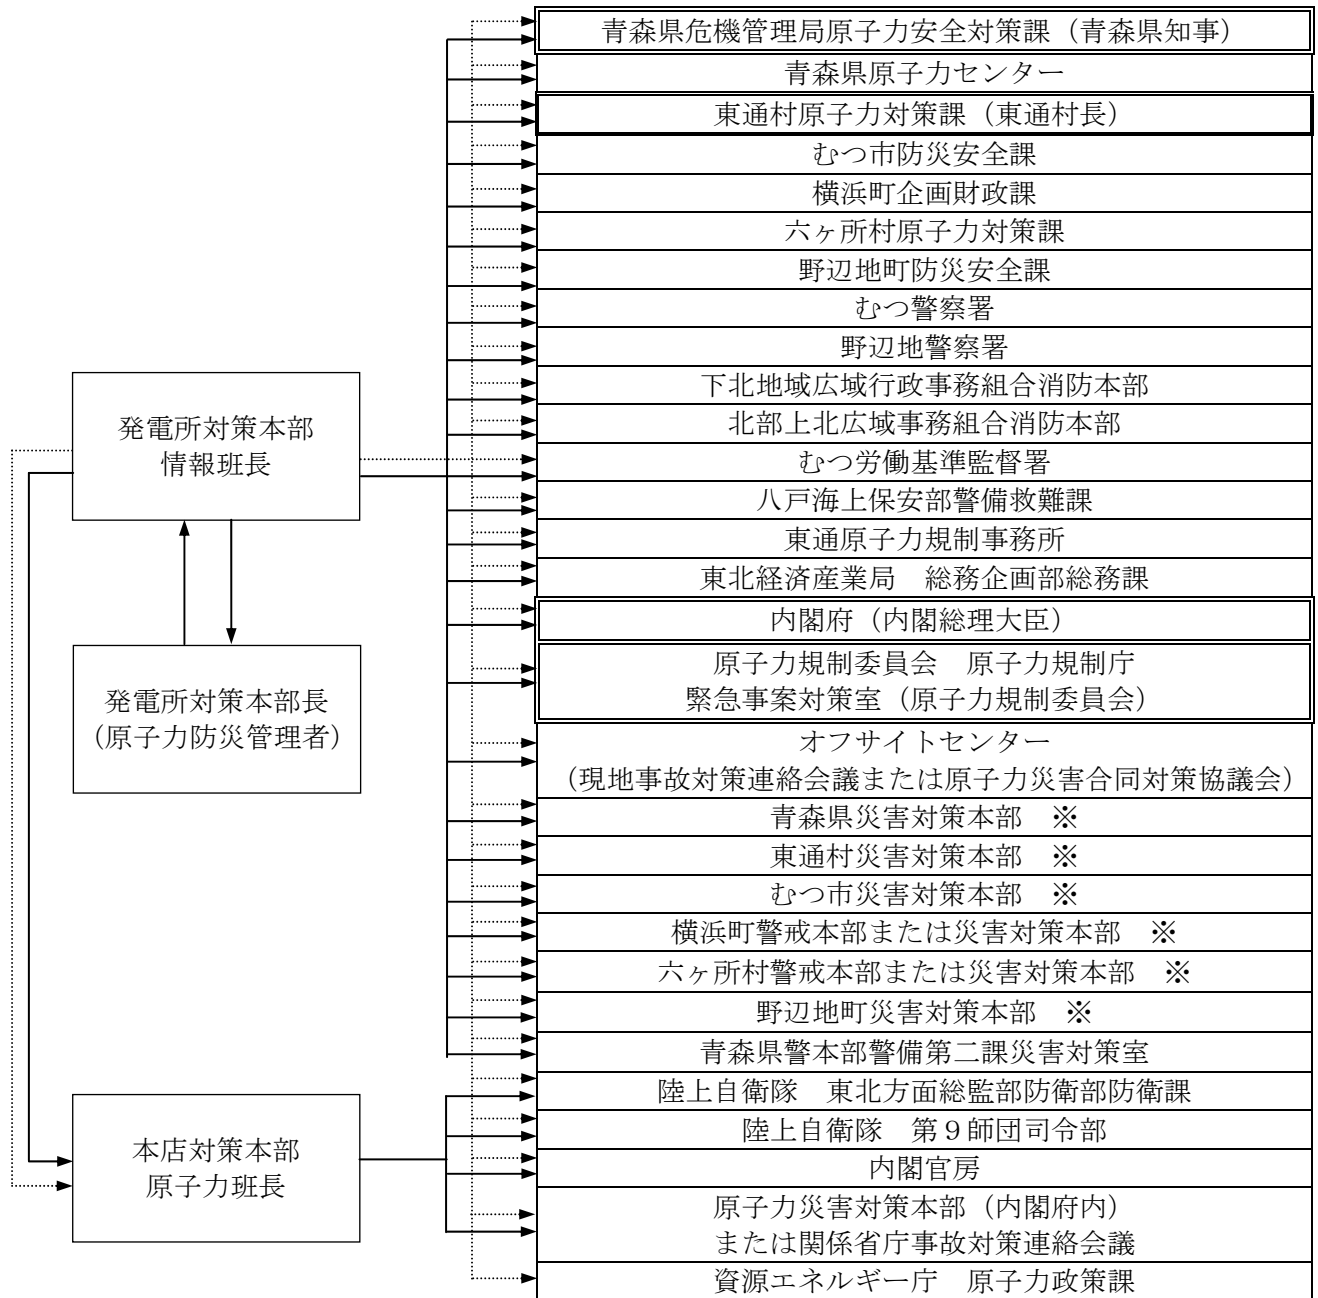 青森県危機管理局原子力安全対策課（青森県知事）
青森県原子力センター
東通村原子力対策課（東通村長）
むつ市防災安全課
横浜町企画財政課
六ヶ所村原子力対策課
野辺地町防災安全課
むつ警察署
野辺地警察署
下北地域広域行政事務組合消防本部
北部上北広域事務組合消防本部
むつ労働基準監督署
八戸海上保安部警備救難課
東通原子力規制事務所
東北経済産業局　総務企画部総務課
内閣府（内閣総理大臣）
原子力規制委員会　原子力規制庁
緊急事案対策室（原子力規制委員会）
オフサイトセンター
（現地事故対策連絡会議または原子力災害合同対策協議会）
青森県災害対策本部　※
東通村災害対策本部　※
むつ市災害対策本部　※
横浜町警戒本部または災害対策本部　※
六ヶ所村警戒本部または災害対策本部　※
野辺地町災害対策本部　※
青森県警本部警備第二課災害対策室
陸上自衛隊　東北方面総監部防衛部防衛課
陸上自衛隊　第９師団司令部
内閣官房
原子力災害対策本部（内閣府内）
または関係省庁事故対策連絡会議
資源エネルギー庁　原子力政策課
発電所対策本部
情報班長
発電所対策本部長
（原子力防災管理者）
本店対策本部
原子力班長